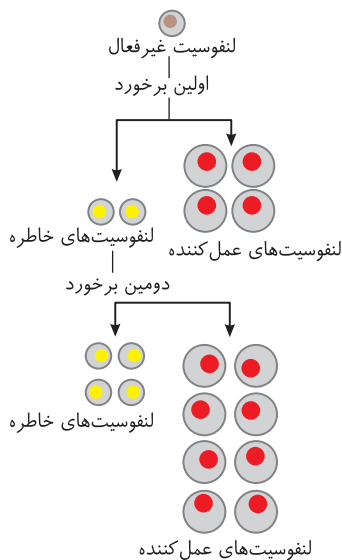 لنفوسیت غیرفعال
اولین برخورد
لنفوسیت‌های عمل‌کننده
لنفوسیت‌های خاطره
دومین برخورد
لنفوسیت‌های خاطره
لنفوسیت‌های عمل‌کننده